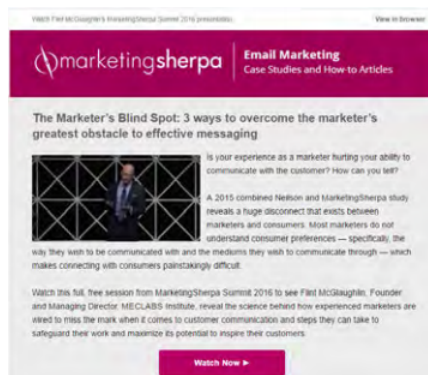 Watch Flint McGlaughlin's MarketingSherpa Summit 2016 presentation
View in browser
marketingsherpa
Email Marketing
Case Studies and How-to Articles
The Marketer's Blind Spot: 3 ways to overcome the marketer's
greatest obstacle to effective messaging
Is your experience as a marketer hurting your ability to
communicate with the customer? How can you tell?
A 2015 combined Neilson and MarketingSherpa study
reveals a huge disconnect that exists between
marketers and consumers. Most marketers do not
understand consumer preferences — specifically, the
way they wish to be communicated with and the mediums they wish to communicate through — which
makes connecting with consumers painstakingly difficult.
Watch this full, free session from MarketingSherpa Summit 2016 to see Flint McGlaughlin, Founder
and Managing Director, MECLABS Institute, reveal the science behind how experienced marketers are
wired to miss the mark when it comes to customer communication and steps they can take to
safeguard their work and maximize its potential to inspire their customers.
Watch Now ►